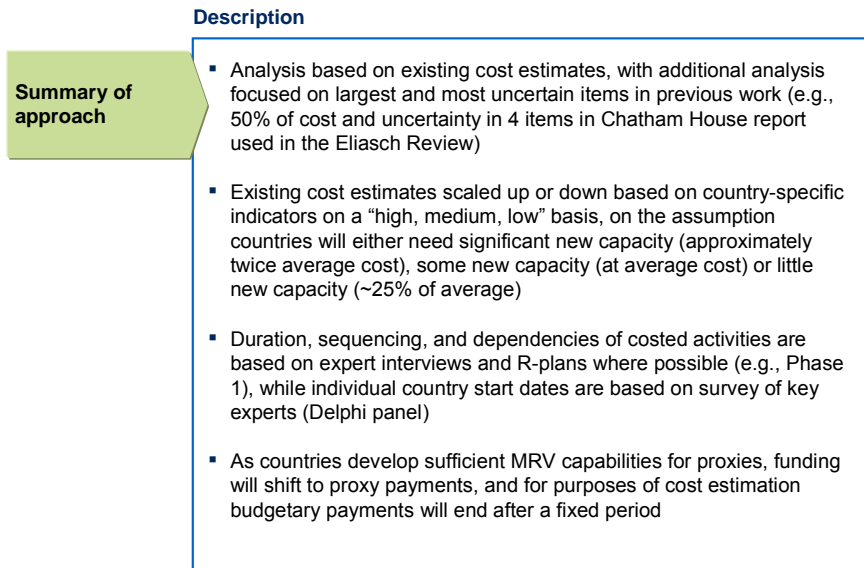 Description
Summary of
approach
▪ Analysis based on existing cost estimates, with additional analysis
focused on largest and most uncertain items in previous work (e.g.,
50% of cost and uncertainty in 4 items in Chatham House report
used in the Eliasch Review)
▪ Existing cost estimates scaled up or down based on country-specific
indicators on a “high, medium, low” basis, on the assumption
countries will either need significant new capacity (approximately
twice average cost), some new capacity (at average cost) or little
new capacity (~25% of average)
▪ Duration, sequencing, and dependencies of costed activities are
based on expert interviews and R-plans where possible (e.g., Phase
1), while individual country start dates are based on survey of key
experts (Delphi panel)
▪ As countries develop sufficient MRV capabilities for proxies, funding
will shift to proxy payments, and for purposes of cost estimation
budgetary payments will end after a fixed period